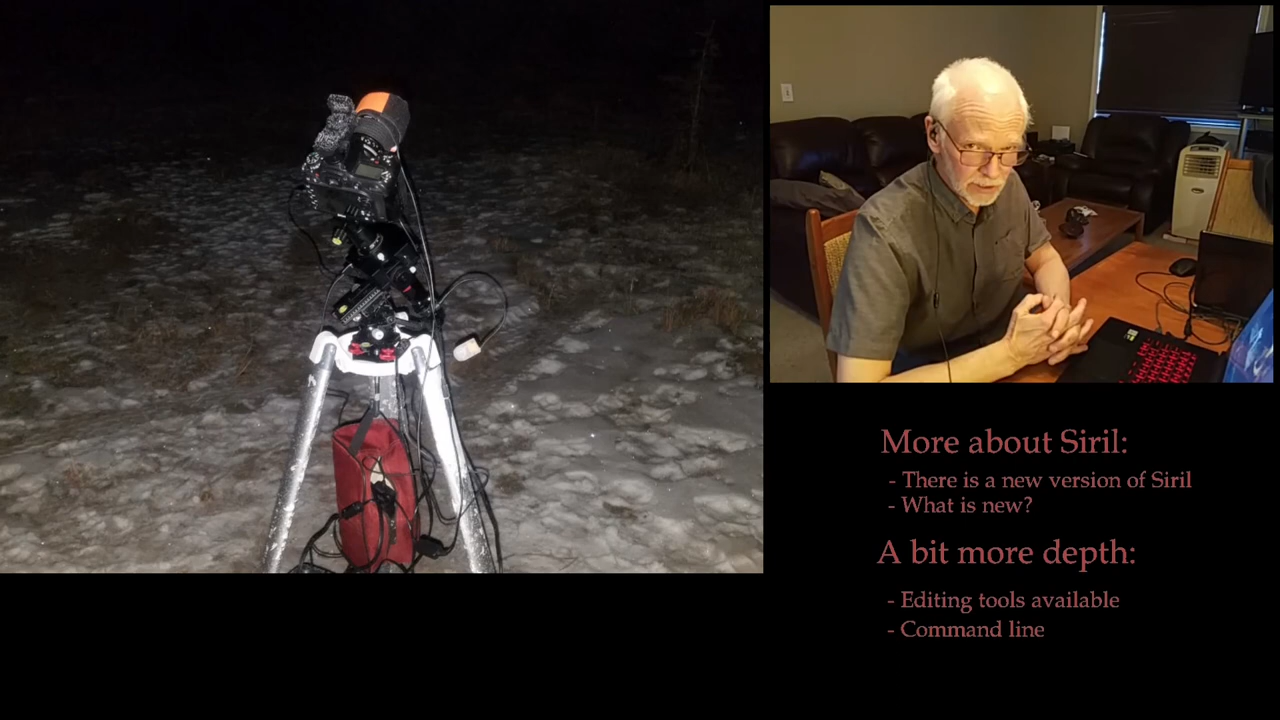 More about Siril:
- There is a new version of Siril
- What is new?
A bit more depth:
- Editing tools available
- Command line